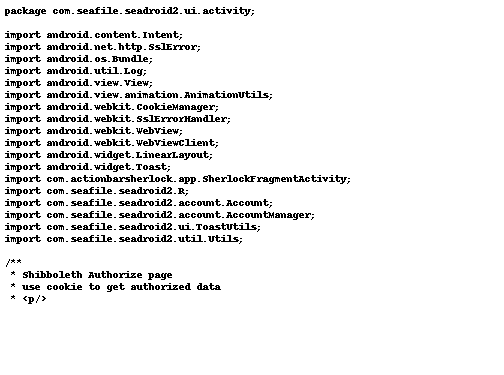 package com.seafile.seadroid2.ui.activity;

import android.content.Intent;
import android.net.http.SslError;
import android.os.Bundle;
import android.util.Log;
import android.view.View;
import android.view.animation.AnimationUtils;
import android.webkit.CookieManager;
import android.webkit.SslErrorHandler;
import android.webkit.WebView;
import android.webkit.WebViewClient;
import android.widget.LinearLayout;
import android.widget.Toast;
import com.actionbarsherlock.app.SherlockFragmentActivity;
import com.seafile.seadroid2.R;
import com.seafile.seadroid2.account.Account;
import com.seafile.seadroid2.account.AccountManager;
import com.seafile.seadroid2.ui.ToastUtils;
import com.seafile.seadroid2.util.Utils;

/**
 * Shibboleth Authorize page
 * use cookie to get authorized data
 * <p/>